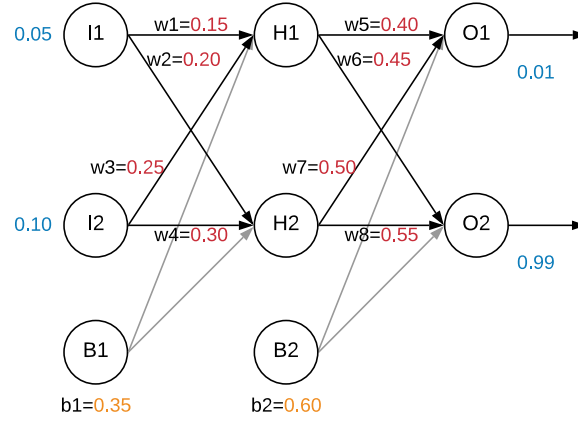 I1 w1=0.15 H1 w5=0.40 O1
0.05
w2=0.20 w6=0.45
0.01
w3=0.25 w7=0.50
I2 H2 O2
0.10
w4=0.30 w8=0.55
0.99
B1 B2
b1=0.35 b2=0.60